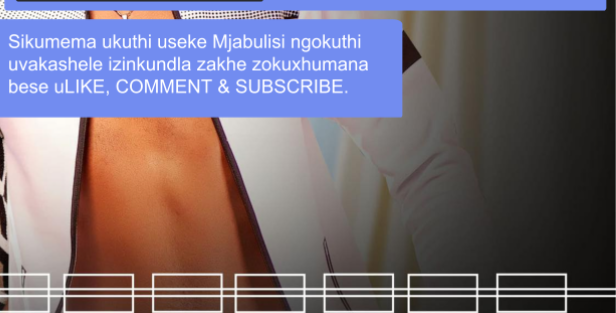 Sikumema ukuthi useke Mjabulisi ngokuthi
uvakashele izinkundla zakhe zokuxhumana
bese uLIKE, COMMENT & SUBSCRIBE.